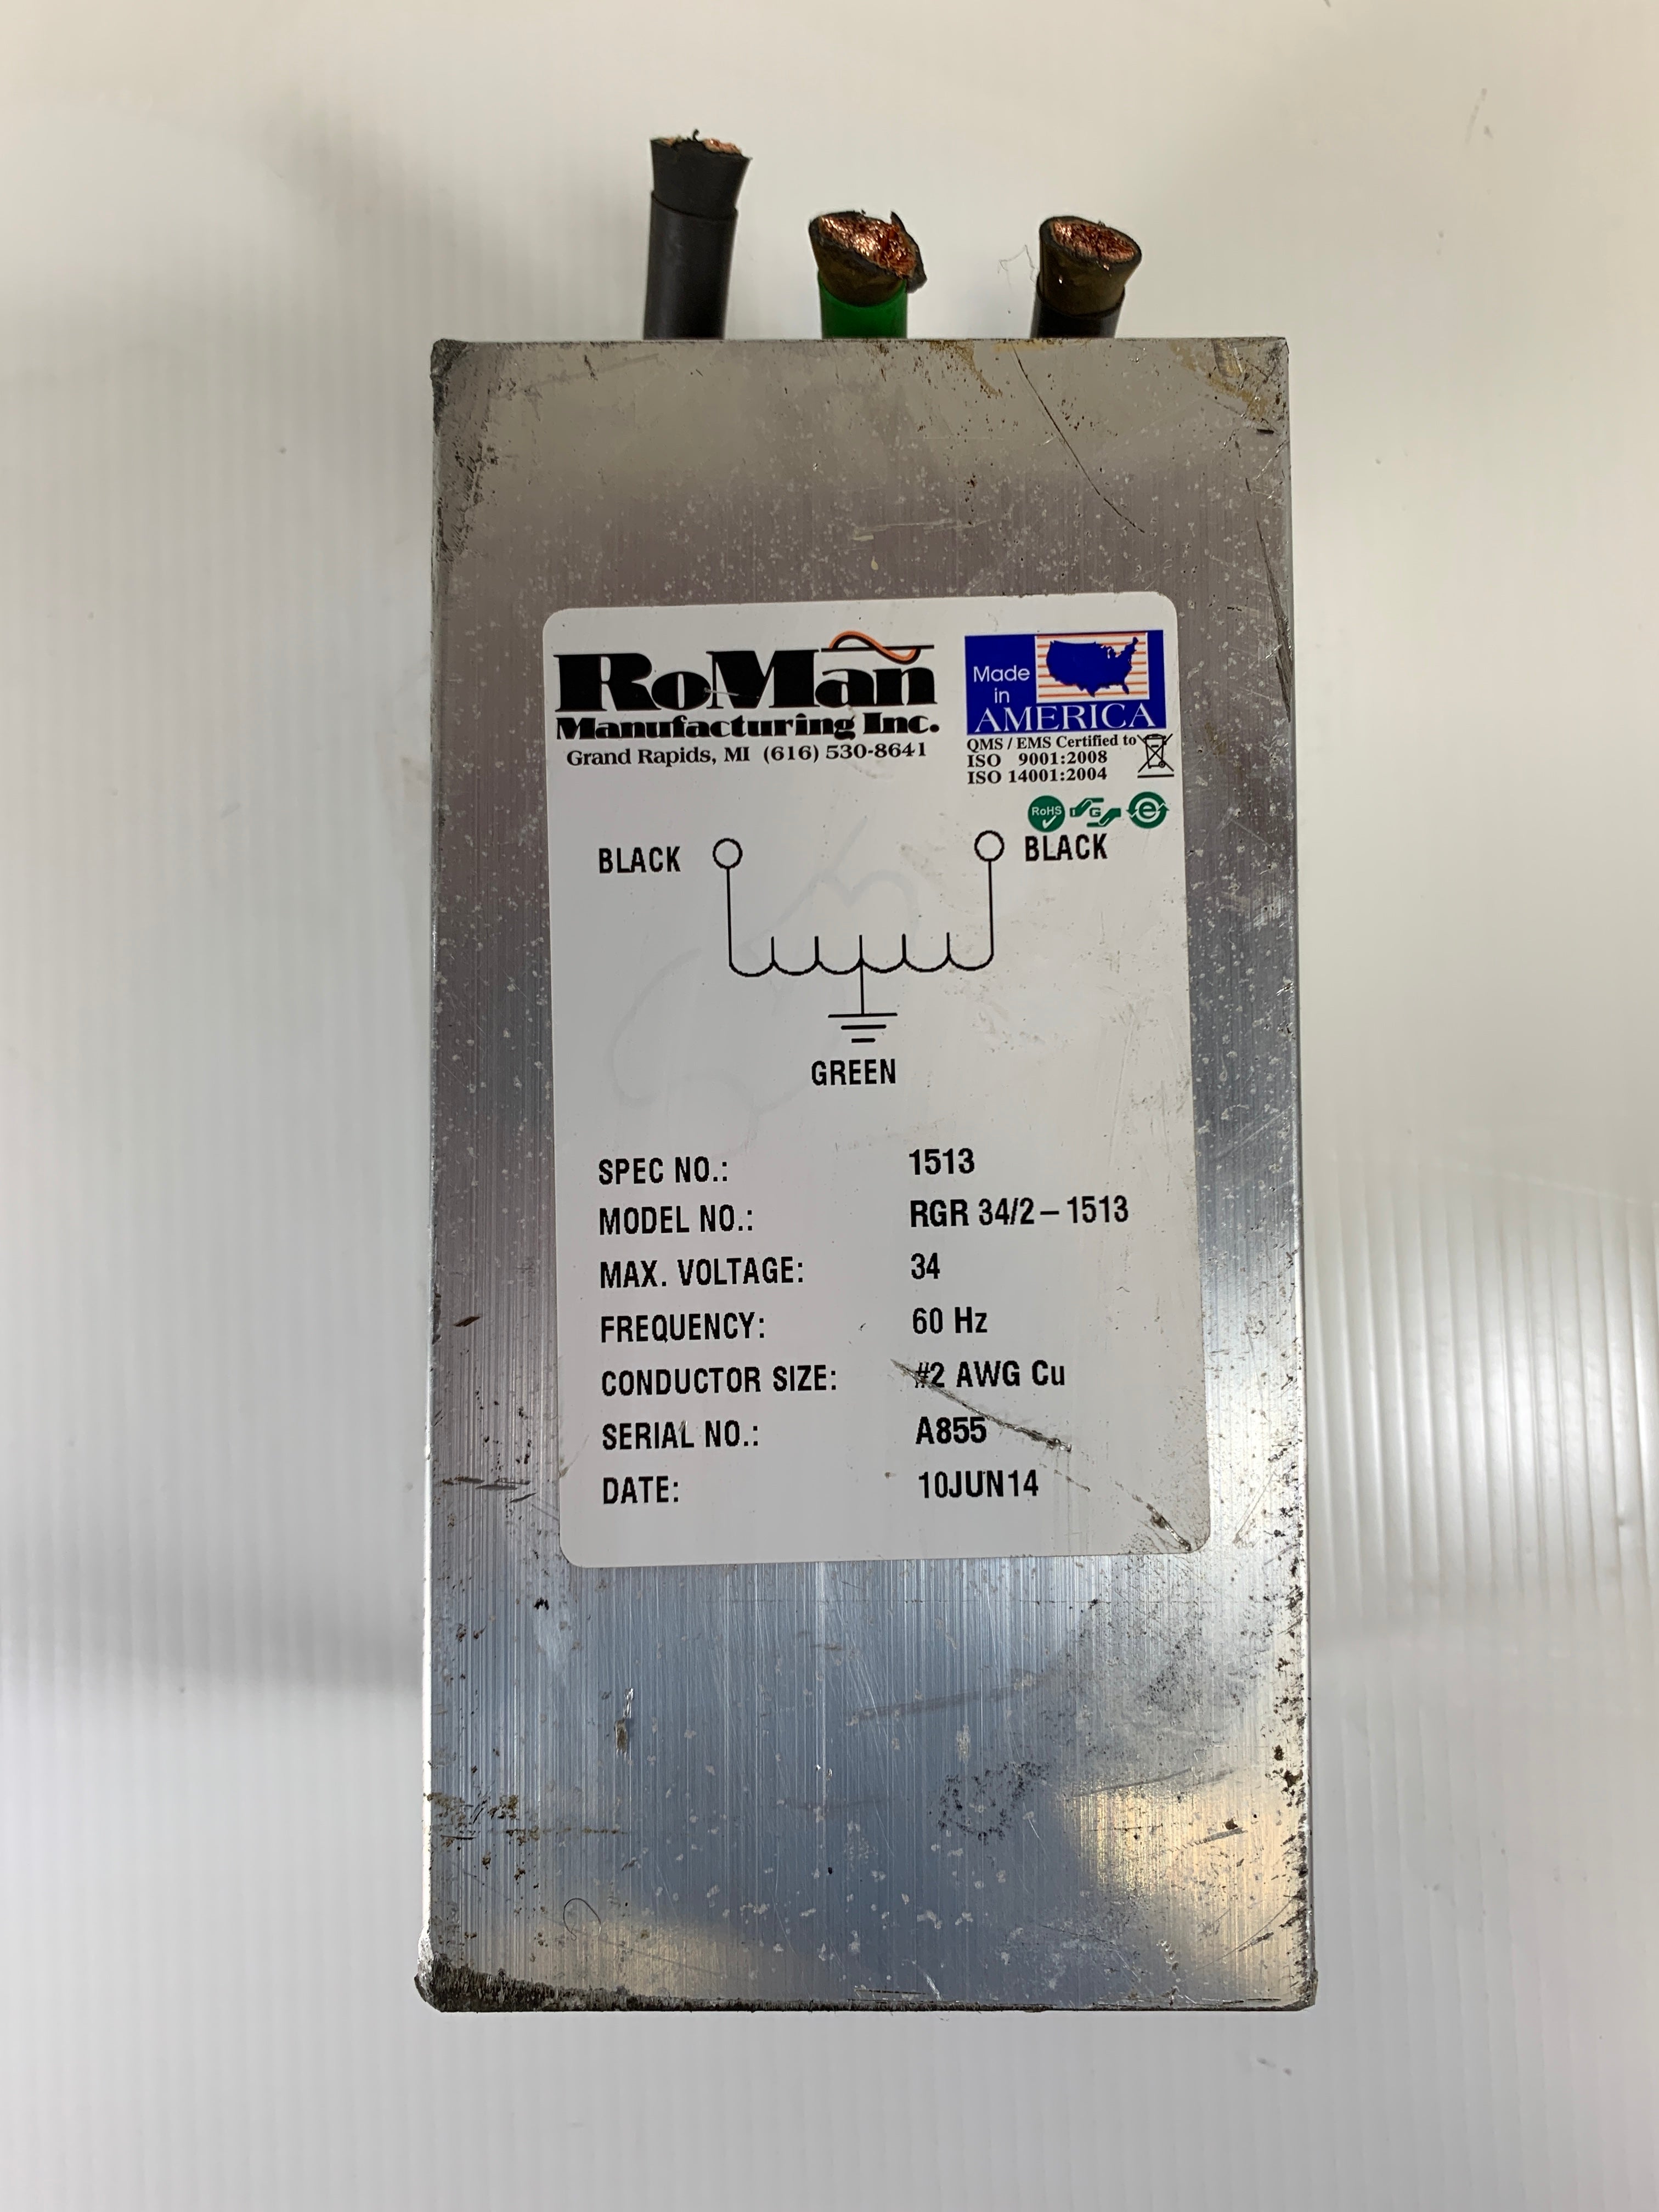 RoMan
Manufacturing Inc.
Grand Rapids, MI (616) 530-8641
Made
in
AMERICA
QMS / EMS Certified to
ISO 9001:2008
ISO 14001:2004
RoHS
G
e
BLACK
BLACK
GREEN
SPEC NO.: 1513
MODEL NO.: RGR 34/2 – 1513
MAX. VOLTAGE: 34
FREQUENCY: 60 Hz
CONDUCTOR SIZE: #2 AWG Cu
SERIAL NO.: A855
DATE: 10JUN14